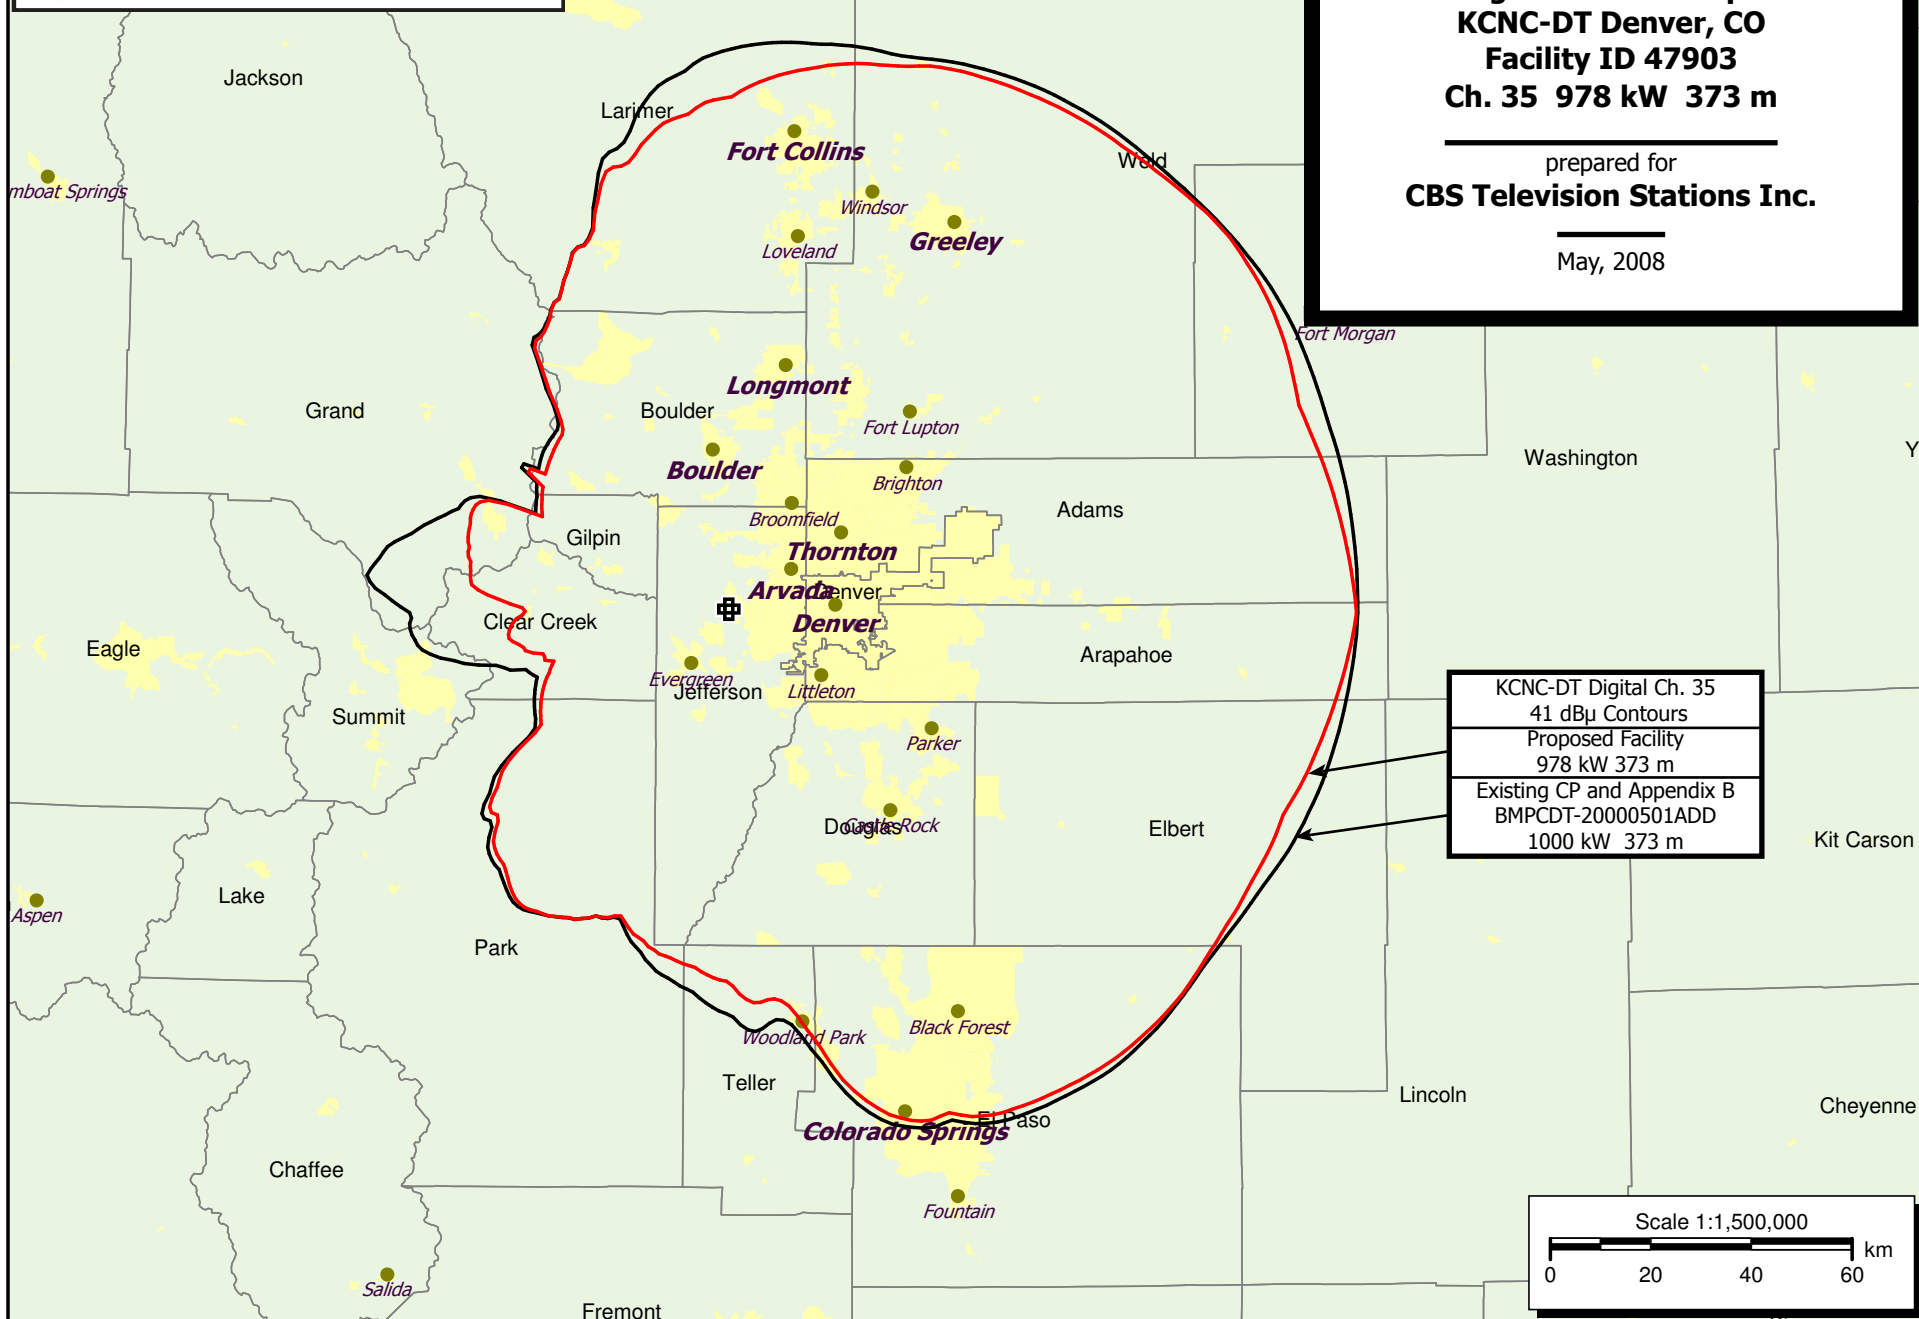 KCNC-DT Denver, CO
Facility ID 47903
Ch. 35 978 kW 373 m
prepared for
CBS Television Stations Inc.
May, 2008
Jackson
Larimer
Weld
Fort Collins
mboat Springs
Windsor
Greeley
Loveland
Fort Morgan
Longmont
Grand
Boulder
Fort Lupton
Washington
Y
Boulder
Brighton
Broomfield
Adams
Gilpin
Thornton
Arvada
Denver
Clear Creek
Denver
Eagle
Arapahoe
Evergreen
Jefferson
Littleton
KCNC-DT Digital Ch. 35
41 dBµ Contours
Proposed Facility
978 kW 373 m
Existing CP and Appendix B
BMPCDT-20000501ADD
1000 kW 373 m
Summit
Parker
Douglas
Castle Rock
Elbert
Kit Carson
Lake
Aspen
Park
Black Forest
Woodland Park
Teller
Lincoln
Cheyenne
El Paso
Colorado Springs
Chaffee
Fountain
Scale 1:1,500,000
km
0 20 40 60
Salida
Fremont